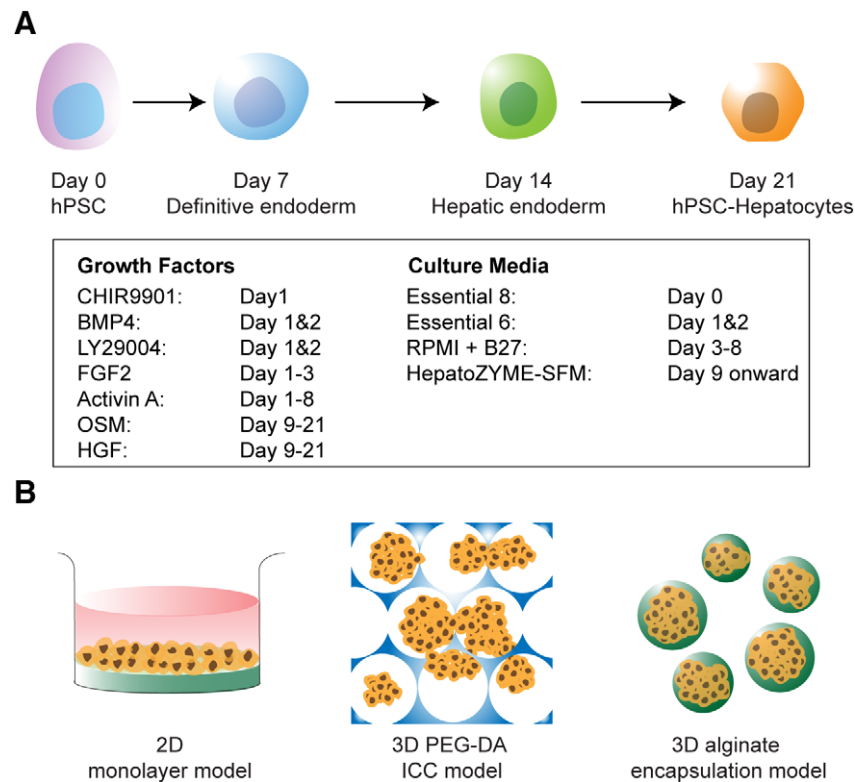 A
Day 0
hPSC
Day 7
Definitive endoderm
Day 14
Hepatic endoderm
Day 21
hPSC-Hepatocytes
Growth Factors
CHIR9901: Day1
BMP4: Day 1&2
LY29004: Day 1&2
FGF2 Day 1-3
Activin A: Day 1-8
OSM: Day 9-21
HGF: Day 9-21
Culture Media
Essential 8: Day 0
Essential 6: Day 1&2
RPMI + B27: Day 3-8
HepatoZYME-SFM: Day 9 onward
B
2D
monolayer model
3D PEG-DA
ICC model
3D alginate
encapsulation model